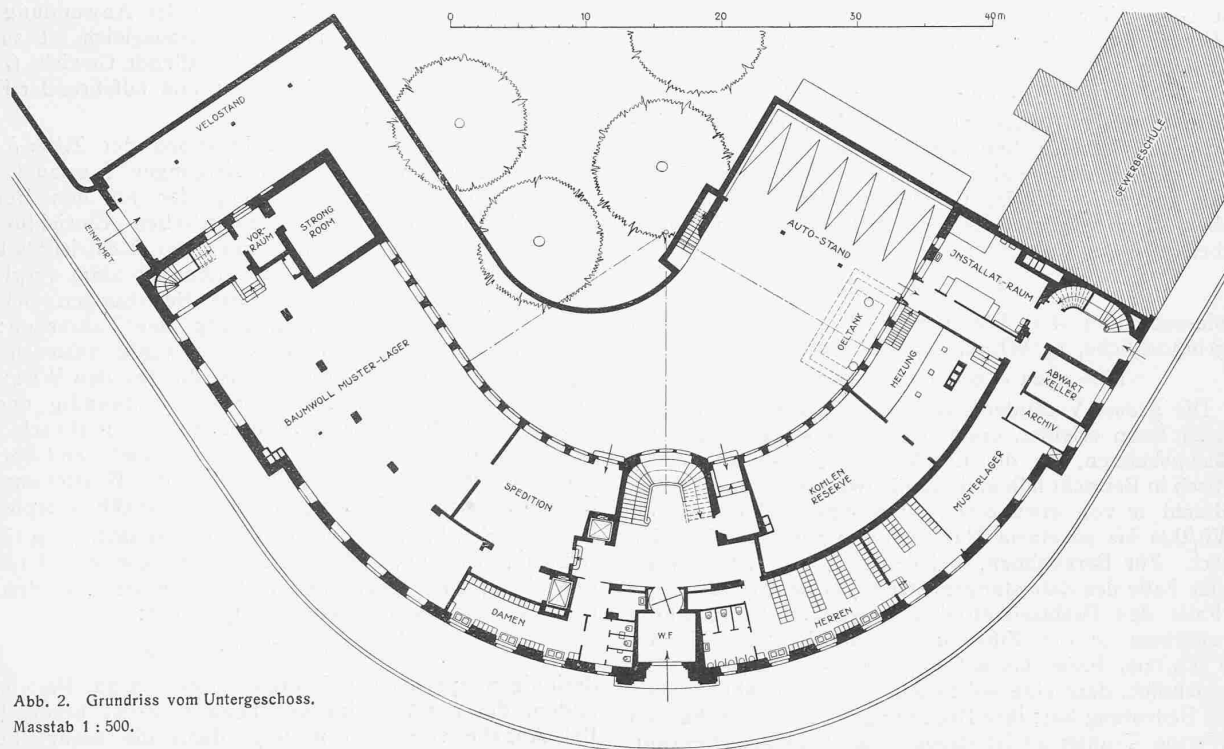 0 10 20 30 40 m
VELOSTAND
EINFAHRT
VOR-
RAUM
STRONG
ROOM
BAUMWOLL MUSTER-LAGER
SPEDITION
DAMEN
W.F
HERREN
MUSTERLAGER
KOHLEN
RESERVE
HEIZUNG
OELTANK
AUTO-STAND
JNSTALLAT-RAUM
ABWART
KELLER
ARCHIV
GEWERBESCHULE
Abb. 2. Grundriss vom Untergeschoss.
Masstab 1 : 500.